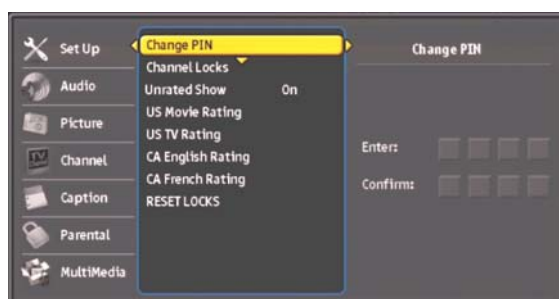 Set Up
Audio
Picture
Channel
Caption
Parental
MultiMedia
Change PIN
Channel Locks
Unrated Show On
US Movie Rating
US TV Rating
CA English Rating
CA French Rating
RESET LOCKS
Change PIN
Enter:
Confirm: